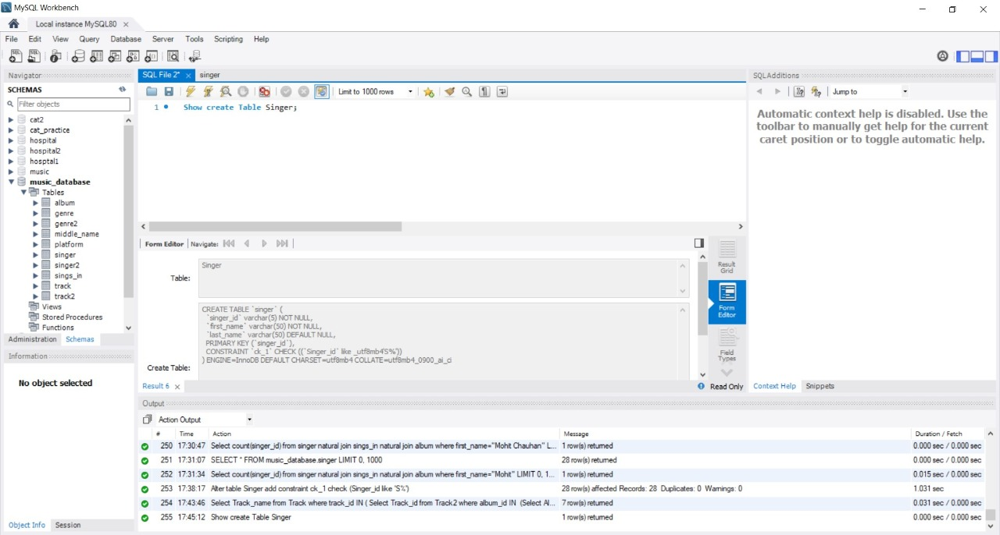 MySQL Workbench
Local instance MySQL80
File Edit View Query Database Server Tools Scripting Help
Navigator
SCHEMAS
Filter objects
cat2
cat_practice
hospital
hospital2
hosptal1
music
music_database
Tables
album
genre
genre2
middle_name
platform
singer
singer2
sings_in
track
track2
Views
Stored Procedures
Functions
Administration Schemas
Information
No object selected
Object Info Session
SQL File 2* singer
Limit to 1000 rows
1 Show create Table Singer;
Form Editor Navigate:
Table: Singer
CREATE TABLE `singer` (
`singer_id` varchar(5) NOT NULL,
`first_name` varchar(50) NOT NULL,
`last_name` varchar(50) DEFAULT NULL,
PRIMARY KEY (`singer_id`),
CONSTRAINT `ck_1` CHECK ((`Singer_id` like _utf8mb4'S%'))
) ENGINE=InnoDB DEFAULT CHARSET=utf8mb4 COLLATE=utf8mb4_0900_ai_ci
Create Table:
Result Grid
Form Editor
Field Types
Result 6
Read Only
SQLAdditions
Jump to
Automatic context help is disabled. Use the
toolbar to manually get help for the current
caret position or to toggle automatic help.
Context Help Snippets
Output
Action Output
# Time Action Message Duration / Fetch
250 17:30:47 Select count(singer_id) from singer natural join sings_in natural join album where first_name="Mohit Chauhan" L... 1 row(s) returned 0.000 sec / 0.000 sec
251 17:31:07 SELECT * FROM music_database.singer LIMIT 0, 1000 28 row(s) returned 0.000 sec / 0.000 sec
252 17:31:34 Select count(singer_id) from singer natural join sings_in natural join album where first_name="Mohit" LIMIT 0, 1... 1 row(s) returned 0.015 sec / 0.000 sec
253 17:38:17 Alter table Singer add constraint ck_1 check (Singer_id like 'S%') 28 row(s) affected Records: 28 Duplicates: 0 Warnings: 0 1.031 sec
254 17:43:46 Select Track_name from Track where track_id IN ( Select Track_id from Track2 where album_id IN (Select Al... 7 row(s) returned 0.031 sec / 0.000 sec
255 17:45:12 Show create Table Singer 1 row(s) returned 0.000 sec / 0.000 sec